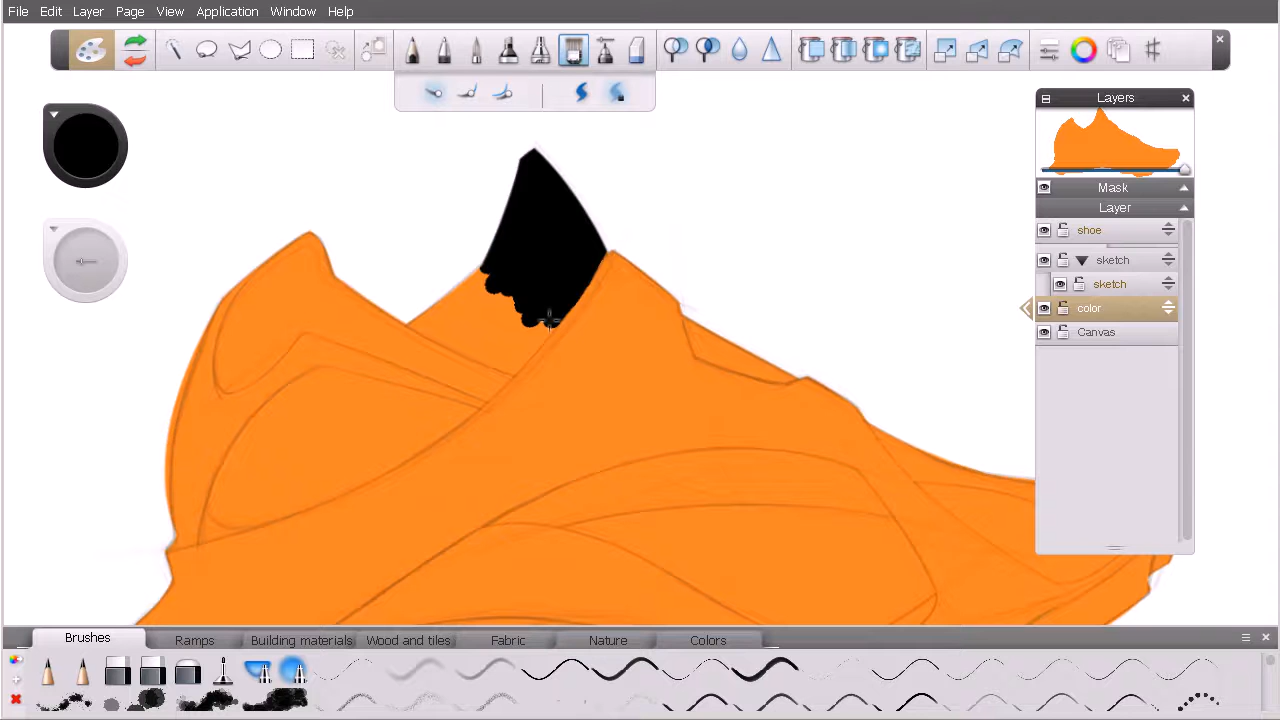 File Edit Layer Page View Application Window Help
Layers
Mask
Layer
shoe
sketch
sketch
color
Canvas
Brushes Ramps Building materials Wood and tiles Fabric Nature Colors